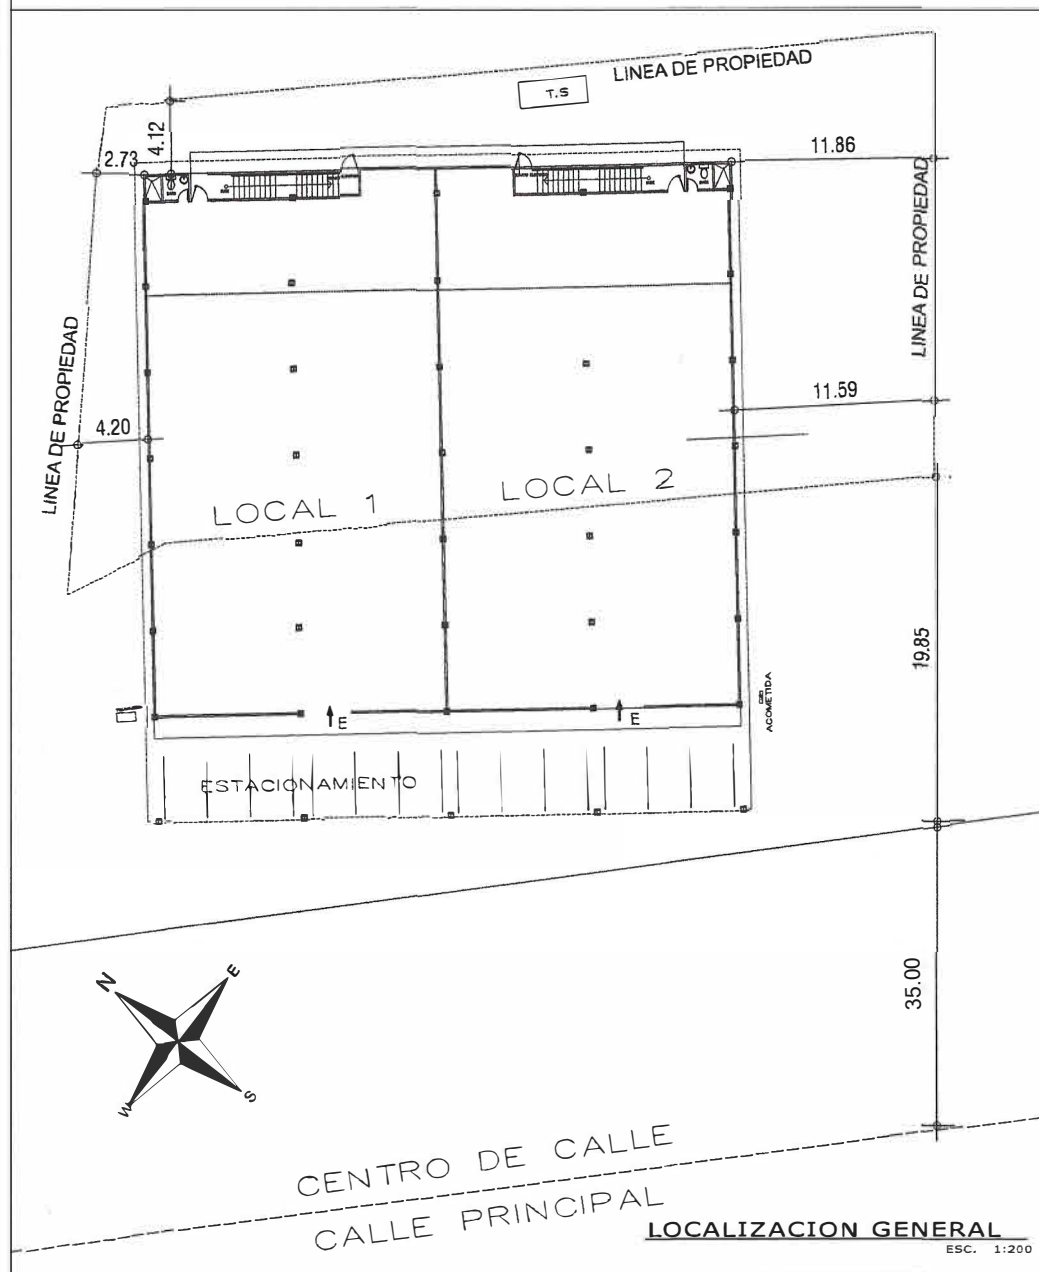 LINEA DE PROPIEDAD
T.S
4.12
2.73
11.86
LINEA DE PROPIEDAD
LINEA DE PROPIEDAD
11.59
4.20
LOCAL 1
LOCAL 2
19.85
E
E
ACOMETIDA
ESTACIONAMIENTO
35.00
N
E
W
S
CENTRO DE CALLE
CALLE PRINCIPAL
LOCALIZACION GENERAL
ESC. 1:200